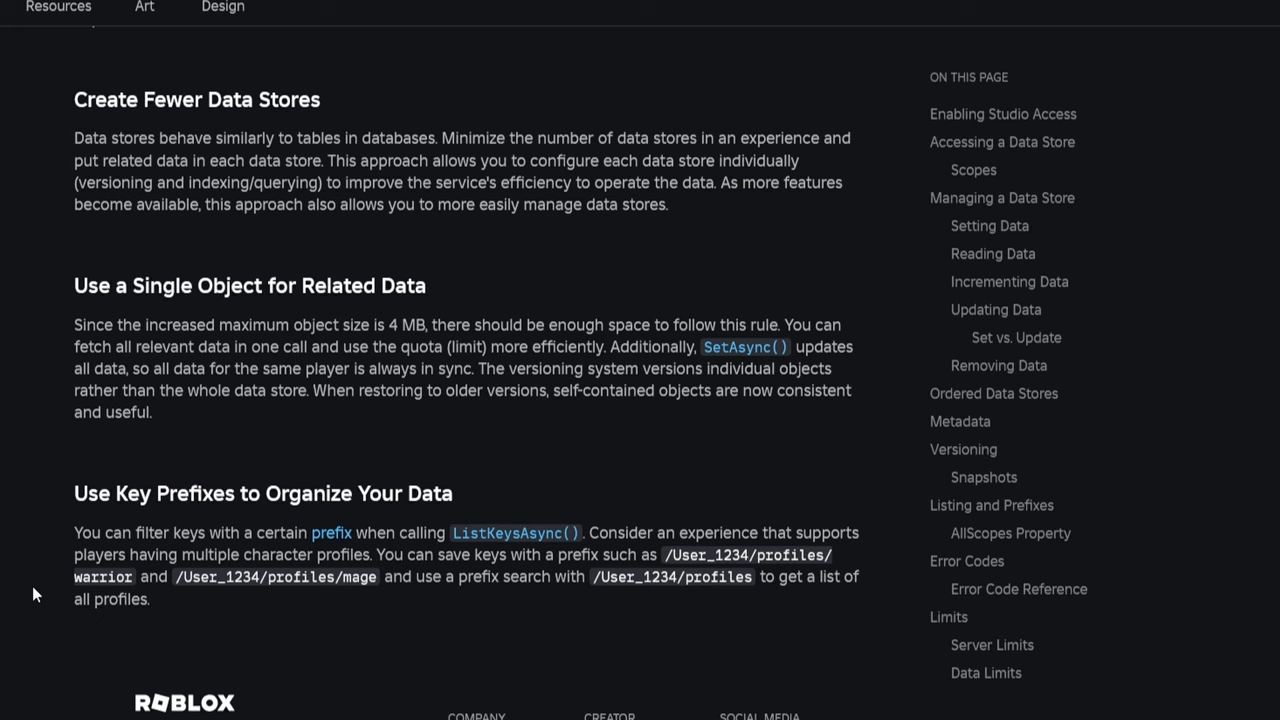 Resources Art Design
Create Fewer Data Stores
Data stores behave similarly to tables in databases. Minimize the number of data stores in an experience and
put related data in each data store. This approach allows you to configure each data store individually
(versioning and indexing/querying) to improve the service's efficiency to operate the data. As more features
become available, this approach also allows you to more easily manage data stores.
Use a Single Object for Related Data
Since the increased maximum object size is 4 MB, there should be enough space to follow this rule. You can
fetch all relevant data in one call and use the quota (limit) more efficiently. Additionally, SetAsync() updates
all data, so all data for the same player is always in sync. The versioning system versions individual objects
rather than the whole data store. When restoring to older versions, self-contained objects are now consistent
and useful.
Use Key Prefixes to Organize Your Data
You can filter keys with a certain prefix when calling ListKeysAsync(). Consider an experience that supports
players having multiple character profiles. You can save keys with a prefix such as /User_1234/profiles/
warrior and /User_1234/profiles/mage and use a prefix search with /User_1234/profiles to get a list of
all profiles.
ON THIS PAGE
Enabling Studio Access
Accessing a Data Store
Scopes
Managing a Data Store
Setting Data
Reading Data
Incrementing Data
Updating Data
Set vs. Update
Removing Data
Ordered Data Stores
Metadata
Versioning
Snapshots
Listing and Prefixes
AllScopes Property
Error Codes
Error Code Reference
Limits
Server Limits
Data Limits
ROBLOX
COMPANY CREATOR SOCIAL MEDIA